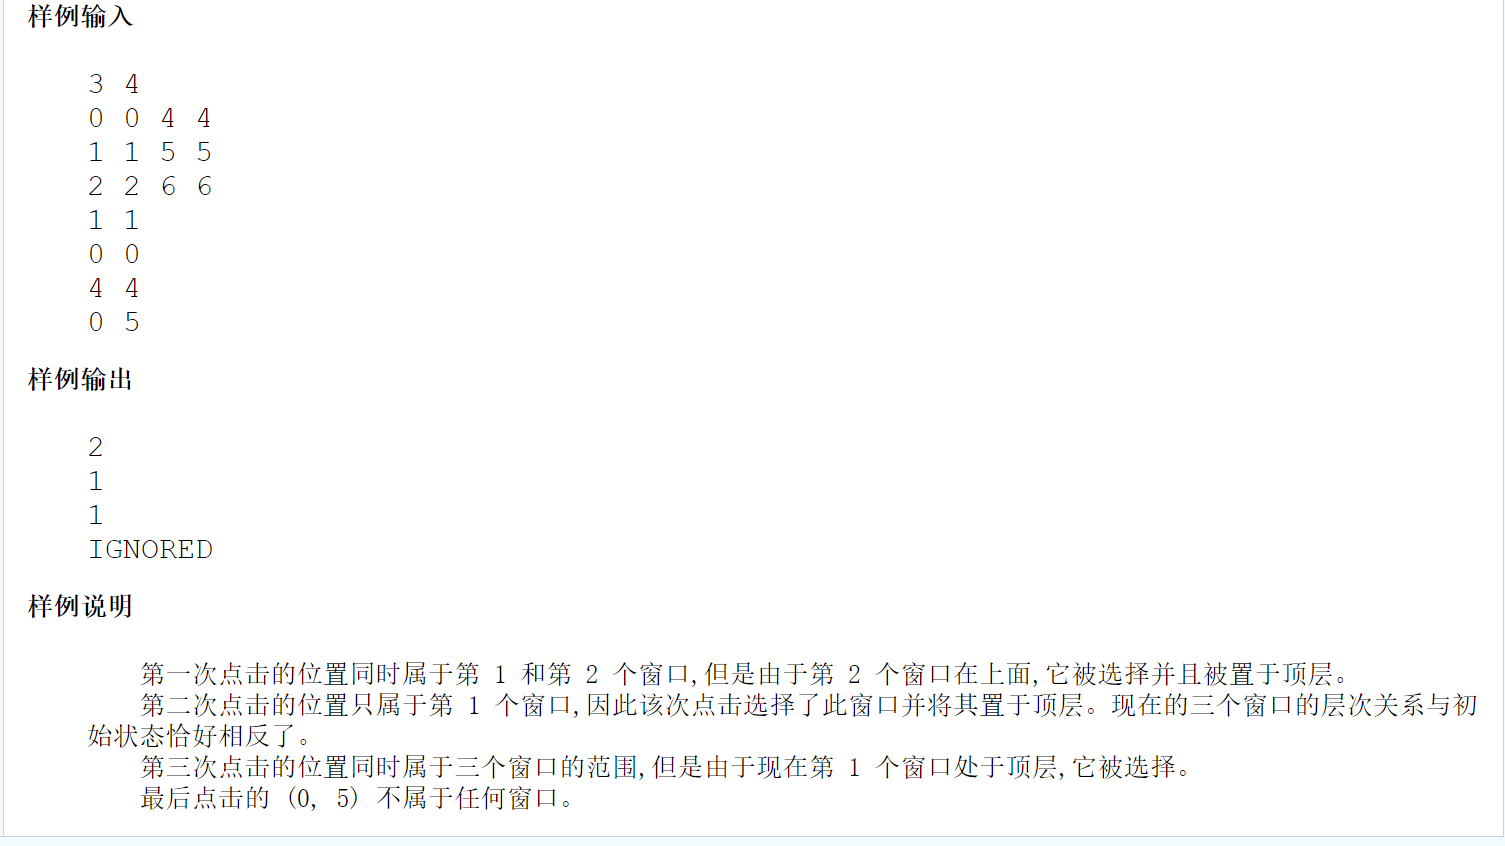 样例输入
3 4
0 0 4 4
1 1 5 5
2 2 6 6
1 1
0 0
4 4
0 5
样例输出
2
1
1
IGNORED
样例说明
第一次点击的位置同时属于第 1 和第 2 个窗口,但是由于第 2 个窗口在上面,它被选择并且被置于顶层。
第二次点击的位置只属于第 1 个窗口,因此该次点击选择了此窗口并将其置于顶层。现在的三个窗口的层次关系与初
始状态恰好相反了。
第三次点击的位置同时属于三个窗口的范围,但是由于现在第 1 个窗口处于顶层,它被选择。
最后点击的 (0, 5) 不属于任何窗口。